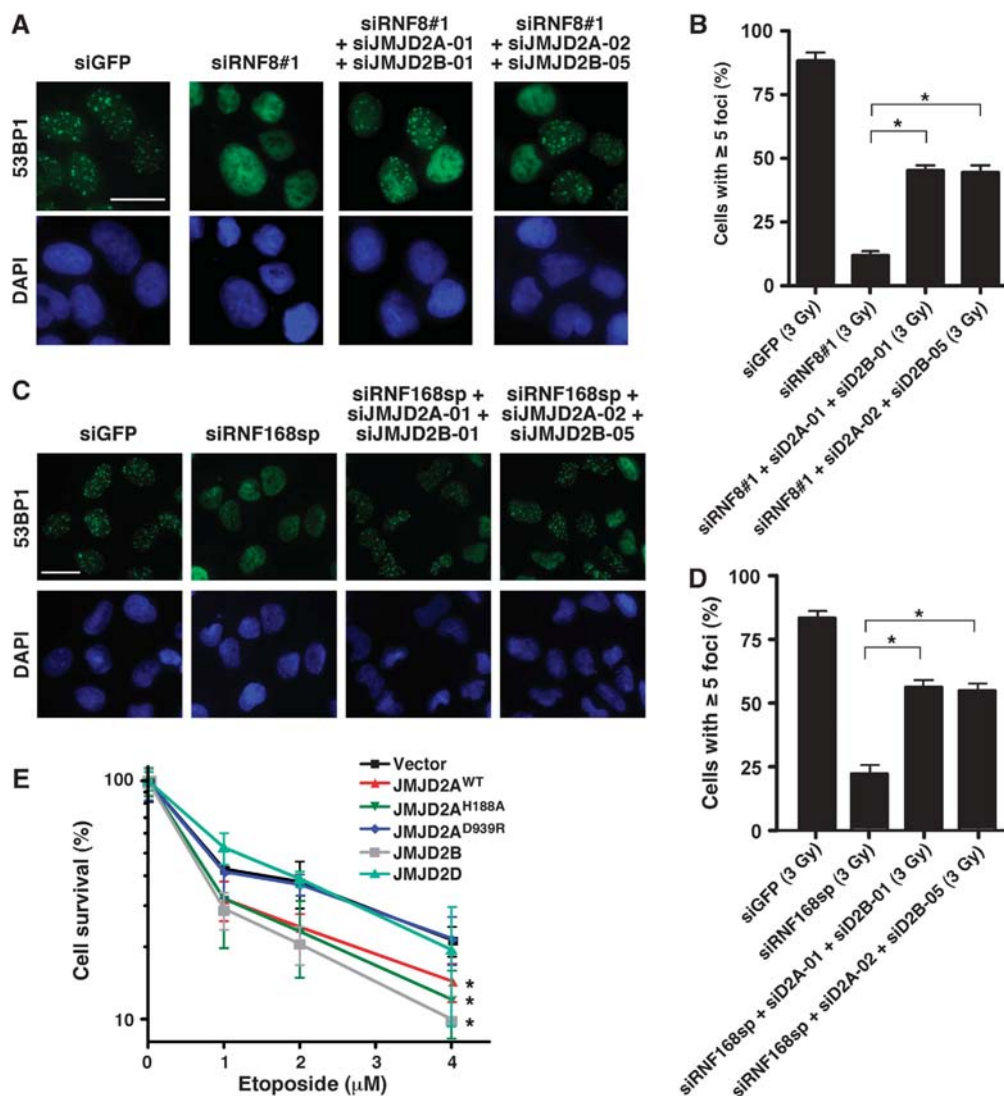 A
siGFP
siRNF8#1
siRNF8#1
+ siJMJD2A-01
+ siJMJD2B-01
siRNF8#1
+ siJMJD2A-02
+ siJMJD2B-05
53BP1
DAPI
B
Cells with ≥ 5 foci (%)
100
75
50
25
0
*
*
siGFP (3 Gy)
siRNF8#1 (3 Gy)
siRNF8#1 + siD2A-01 + siD2B-01 (3 Gy)
siRNF8#1 + siD2A-02 + siD2B-05 (3 Gy)
C
siGFP
siRNF168sp
siRNF168sp +
siJMJD2A-01 +
siJMJD2B-01
siRNF168sp +
siJMJD2A-02 +
siJMJD2B-05
53BP1
DAPI
D
Cells with ≥ 5 foci (%)
100
75
50
25
0
*
*
siGFP (3 Gy)
siRNF168sp (3 Gy)
siRNF168sp + siD2A-01 + siD2B-01 (3 Gy)
siRNF168sp + siD2A-02 + siD2B-05 (3 Gy)
E
Cell survival (%)
100
10
Vector
JMJD2A^WT
JMJD2A^H188A
JMJD2A^D939R
JMJD2B
JMJD2D
*
*
*
0
1
2
3
4
Etoposide (μM)